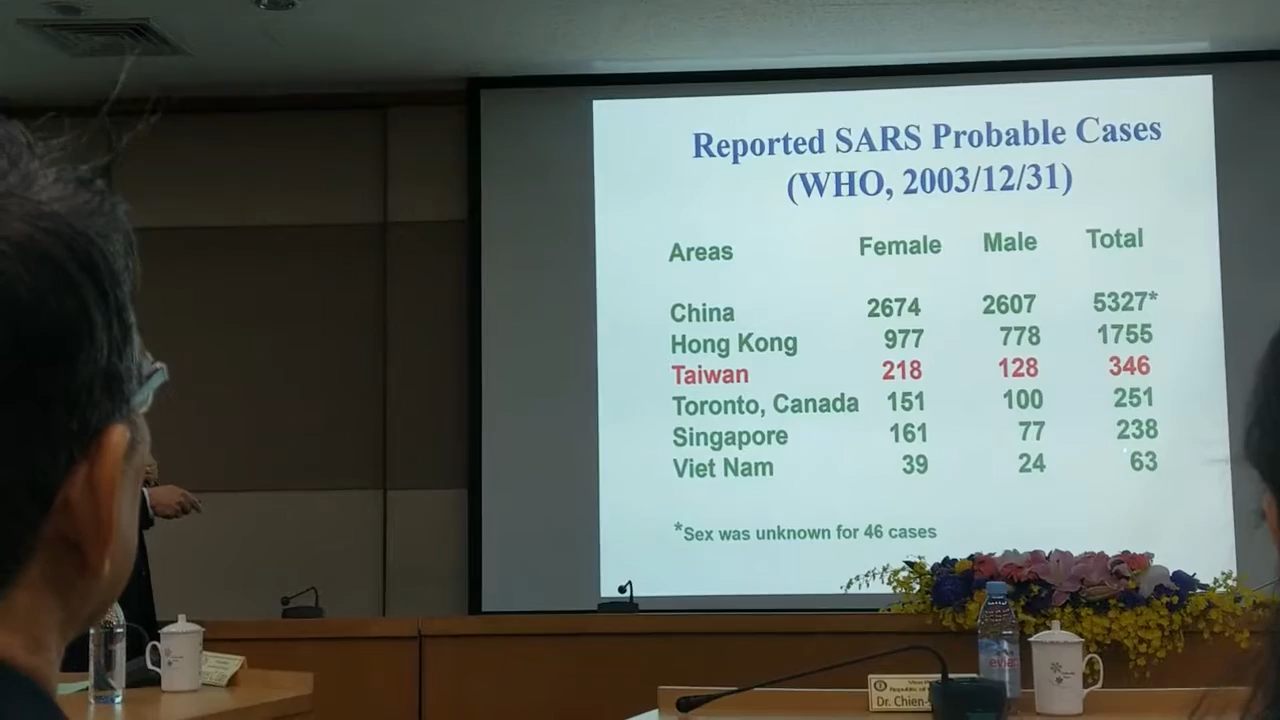 Reported SARS Probable Cases
(WHO, 2003/12/31)
Areas Female Male Total
China 2674 2607 5327*
Hong Kong 977 778 1755
Taiwan 218 128 346
Toronto, Canada 151 100 251
Singapore 161 77 238
Viet Nam 39 24 63
*Sex was unknown for 46 cases
evian
Republic of
Dr. Chien-